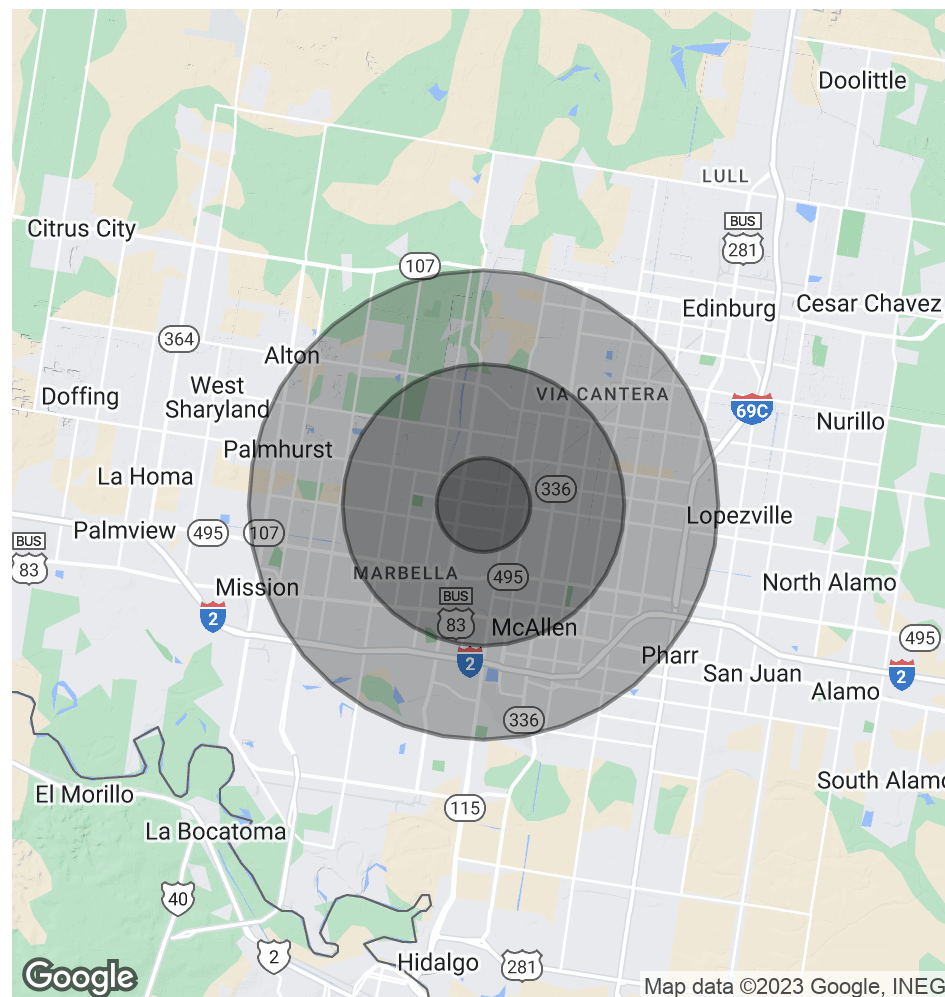 Doolittle
LULL
BUS
281
Citrus City
107
Edinburg
Cesar Chavez
364
Alton
West
Sharyland
Doffing
VIA CANTERA
69C
Nurillo
Palmhurst
La Homa
336
Lopezville
Palmview
495
107
BUS
83
MARBELLA
495
North Alamo
Mission
BUS
83
2
McAllen
495
Pharr
2
San Juan
2
Alamo
336
South Alamo
El Morillo
115
La Bocatoma
40
2
Hidalgo
281
Google
Map data ©2023 Google, INEG